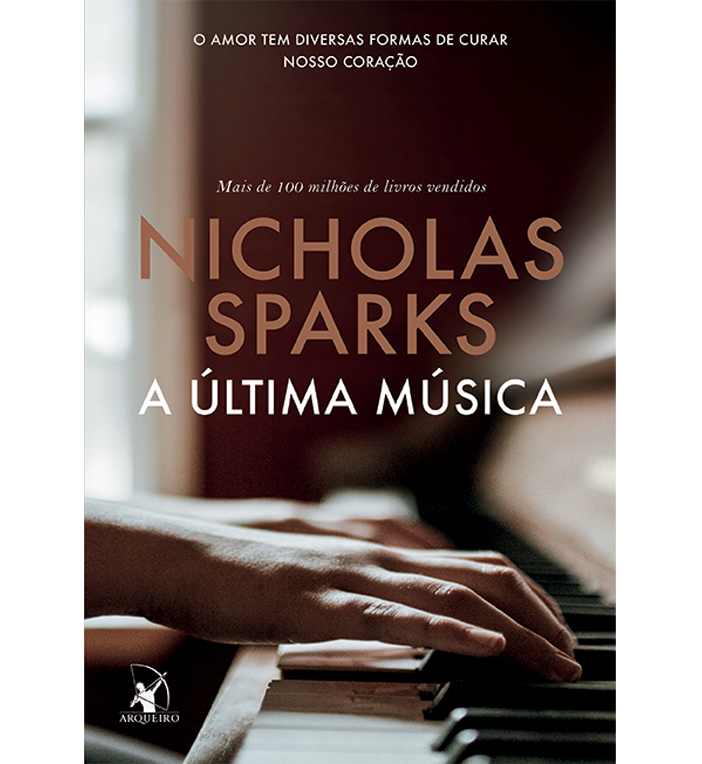 O AMOR TEM DIVERSAS FORMAS DE CURAR
NOSSO CORAÇÃO
Mais de 100 milhões de livros vendidos
NICHOLAS
SPARKS
A ÚLTIMA MÚSICA
ARQUEIRO